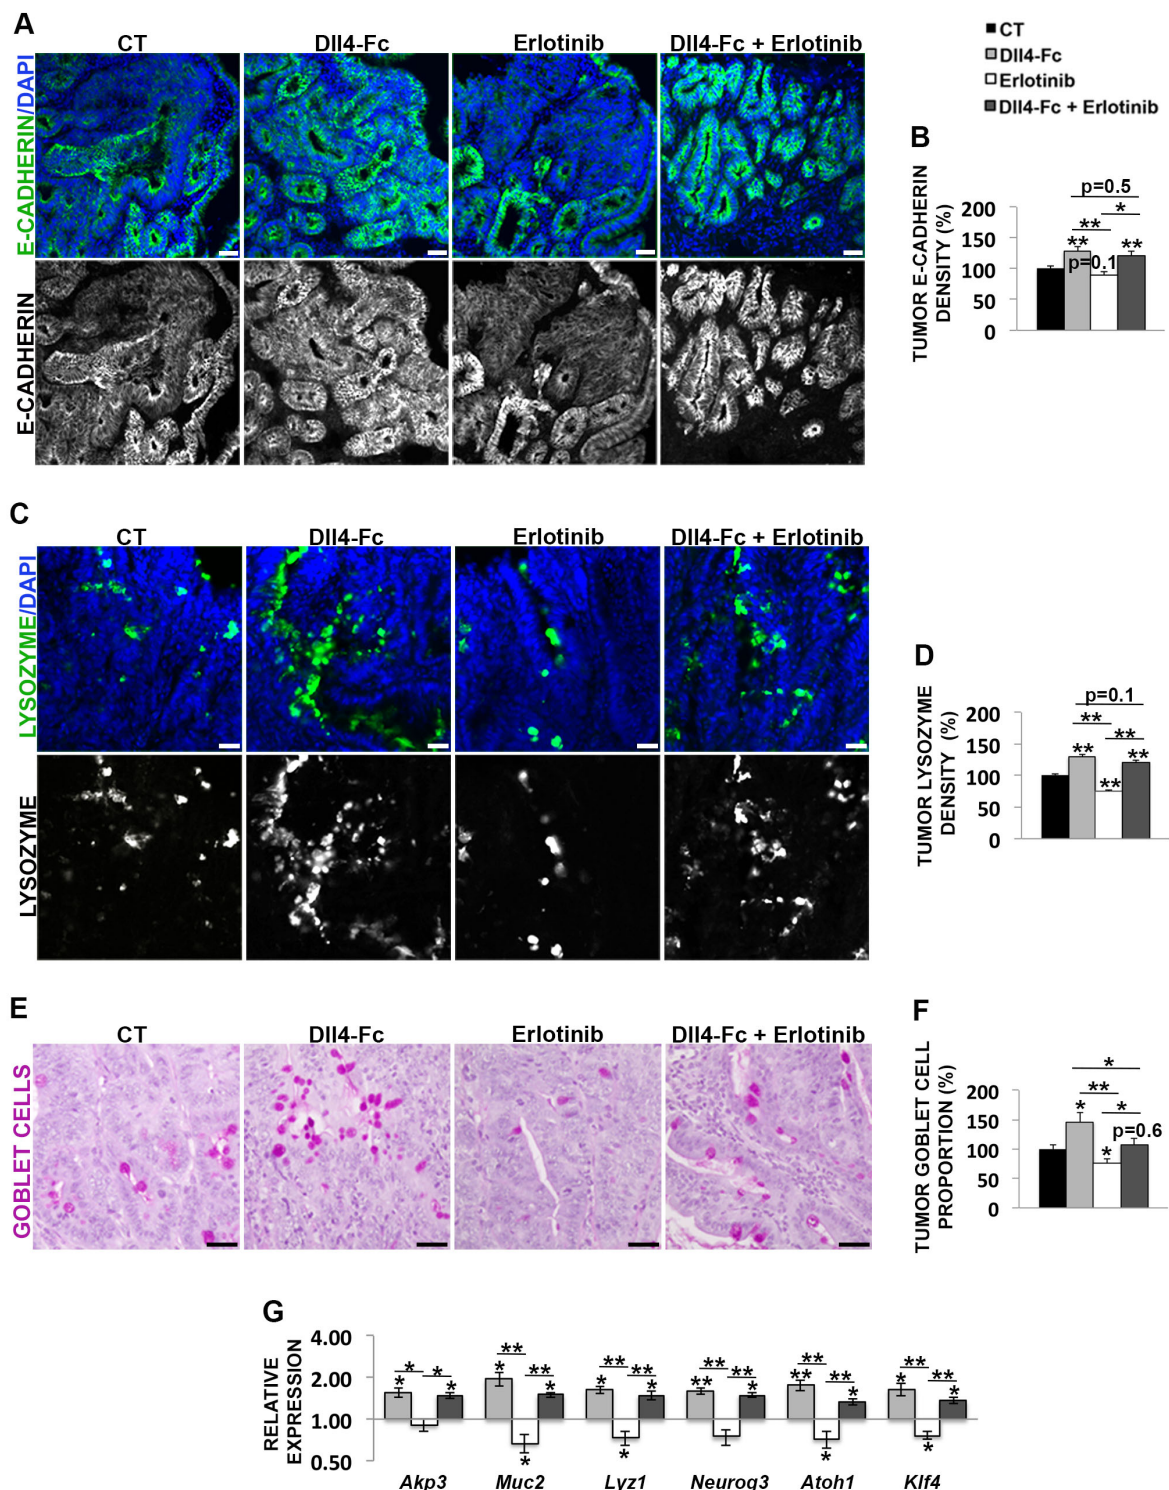 A
CT
Dll4-Fc
Erlotinib
Dll4-Fc + Erlotinib
E-CADHERIN/DAPI
E-CADHERIN
CT
Dll4-Fc
Erlotinib
Dll4-Fc + Erlotinib
B
TUMOR E-CADHERIN
DENSITY (%)
200
150
100
50
0
p=0.5
*
**
**
**
p=0.1
C
CT
Dll4-Fc
Erlotinib
Dll4-Fc + Erlotinib
LYSOZYME/DAPI
LYSOZYME
D
TUMOR LYSOZYME
DENSITY (%)
200
150
100
50
0
p=0.1
**
**
**
**
**
E
CT
Dll4-Fc
Erlotinib
Dll4-Fc + Erlotinib
GOBLET CELLS
F
TUMOR GOBLET CELL
PROPORTION (%)
200
150
100
50
0
*
**
*
*
p=0.6
*
G
RELATIVE
EXPRESSION
4.00
2.00
1.00
0.50
* * * *
** * ** * *
** * ** * *
** ** ** *
** ** ** * *
** * ** * *
Akp3 Muc2 Lyz1 Neurog3 Atoh1 Klf4